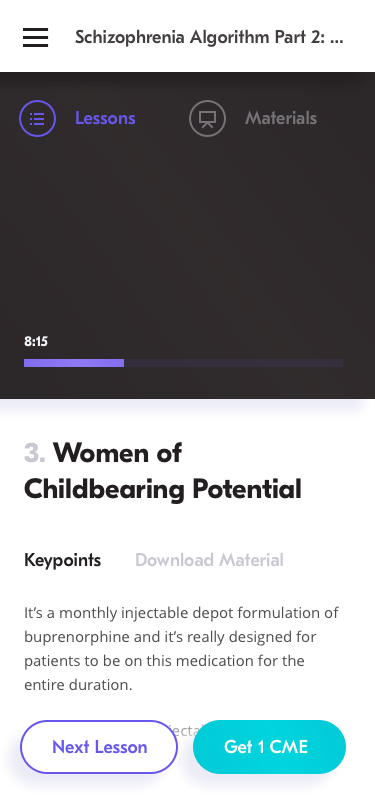 Schizophrenia Algorithm Part 2: ...
Lessons
Materials
8:15
3. Women of
Childbearing Potential
Keypoints
Download Material
It’s a monthly injectable depot formulation of
buprenorphine and it’s really designed for
patients to be on this medication for the
entire duration.
Next Lesson
Get 1 CME